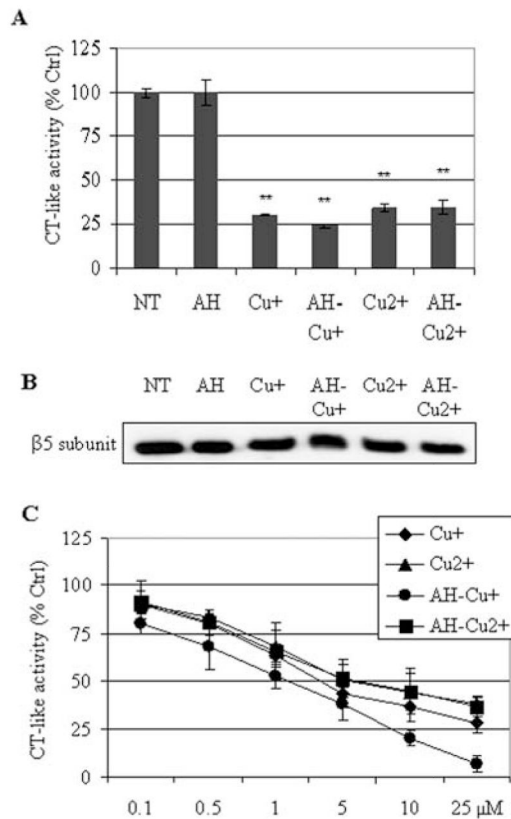 A
CT-like activity (% Ctrl)
125
100
75
50
25
0
** ** ** **
NT AH Cu+ AH-Cu+ Cu2+ AH-Cu2+
B
NT AH Cu+ AH-Cu+ Cu2+ AH-Cu2+
β5 subunit
C
CT-like activity (% Ctrl)
125
100
75
50
25
0
Cu+
Cu2+
AH-Cu+
AH-Cu2+
0.1 0.5 1 5 10 25 μM